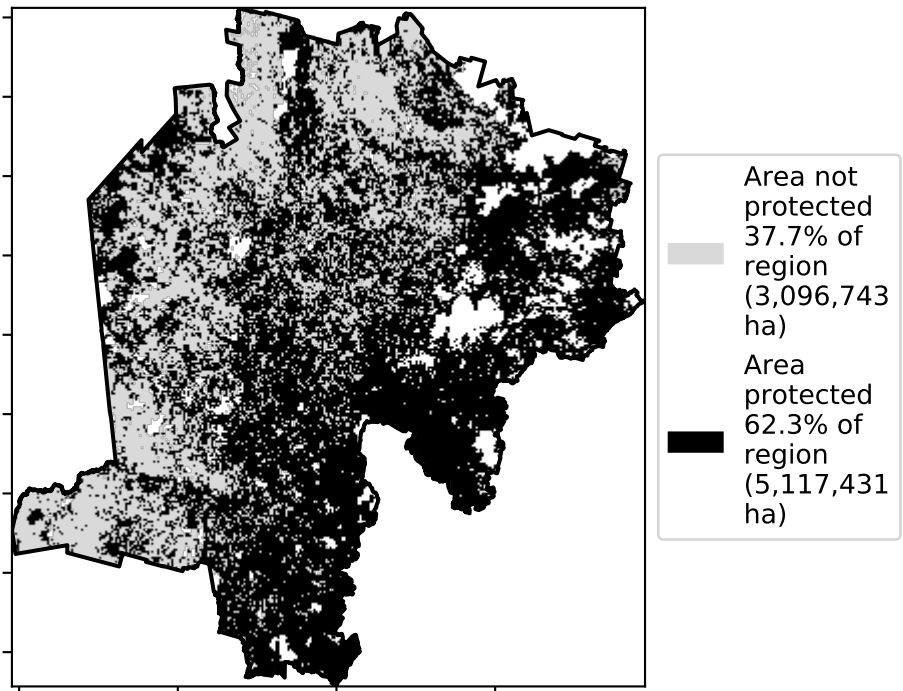 Area not
protected
37.7% of
region
(3,096,743
ha)
Area
protected
62.3% of
region
(5,117,431
ha)